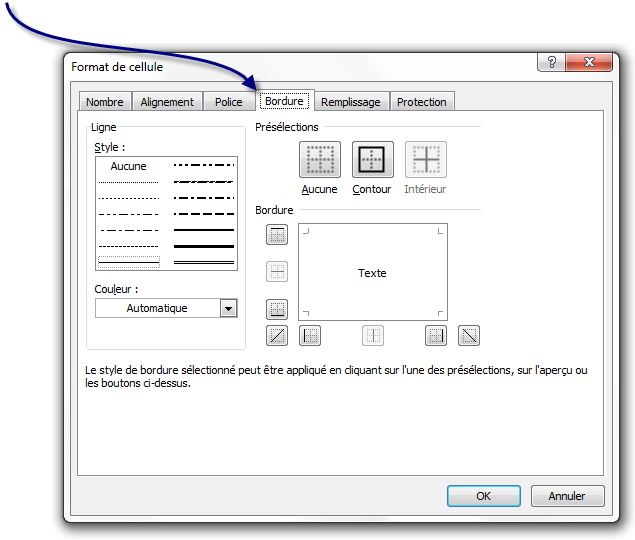 Format de cellule
Nombre Alignement Police Bordure Remplissage Protection
Ligne
Style :
Aucune
Couleur :
Automatique
Présélections
Aucune Contour Intérieur
Bordure
Texte
Le style de bordure sélectionné peut être appliqué en cliquant sur l'une des présélections, sur l'aperçu ou
les boutons ci-dessus.
OK Annuler